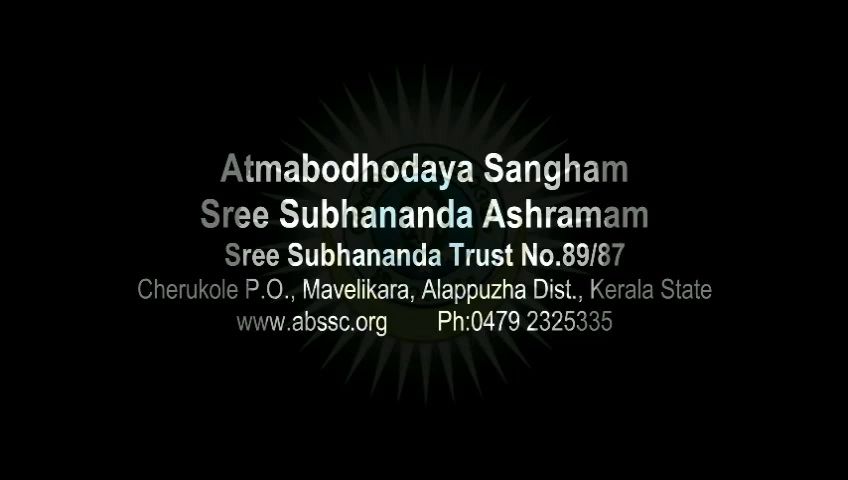 Atmabodhodaya Sangham
Sree Subhananda Ashramam
Sree Subhananda Trust No.89/87
Cherukole P.O., Mavelikara, Alappuzha Dist., Kerala State
www.abssc.org Ph:0479 2325335